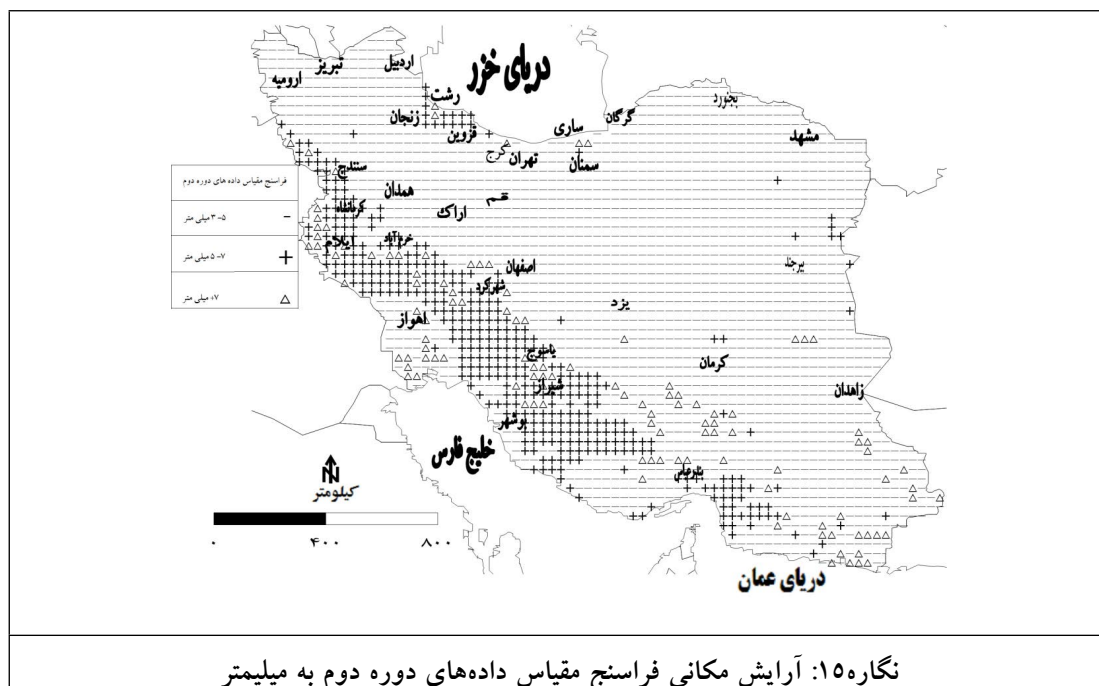 دریای خزر
تبریز
اردبیل
ارومیه
رشت
زنجان
قزوین
کرج
تهران
ساری
گرگان
بجنورد
مشهد
سمنان
سنندج
همدان
کرمانشاه
قم
اراک
ایلام
خرم آباد
اصفهان
شهرکرد
بیرجند
یزد
اهواز
یاسوج
کرمان
شیراز
زاهدان
بوشهر
بندرعباس
خلیج فارس
دریای عمان
فراسنج مقیاس داده های دوره دوم
۳-۵ میلی متر
۵-۷ میلی متر
۷+ میلی متر
N
کیلومتر
۰ ۴۰۰ ۸۰۰
نگاره۱۵: آرایش مکانی فراسنج مقیاس داده‌های دوره دوم به میلیمتر